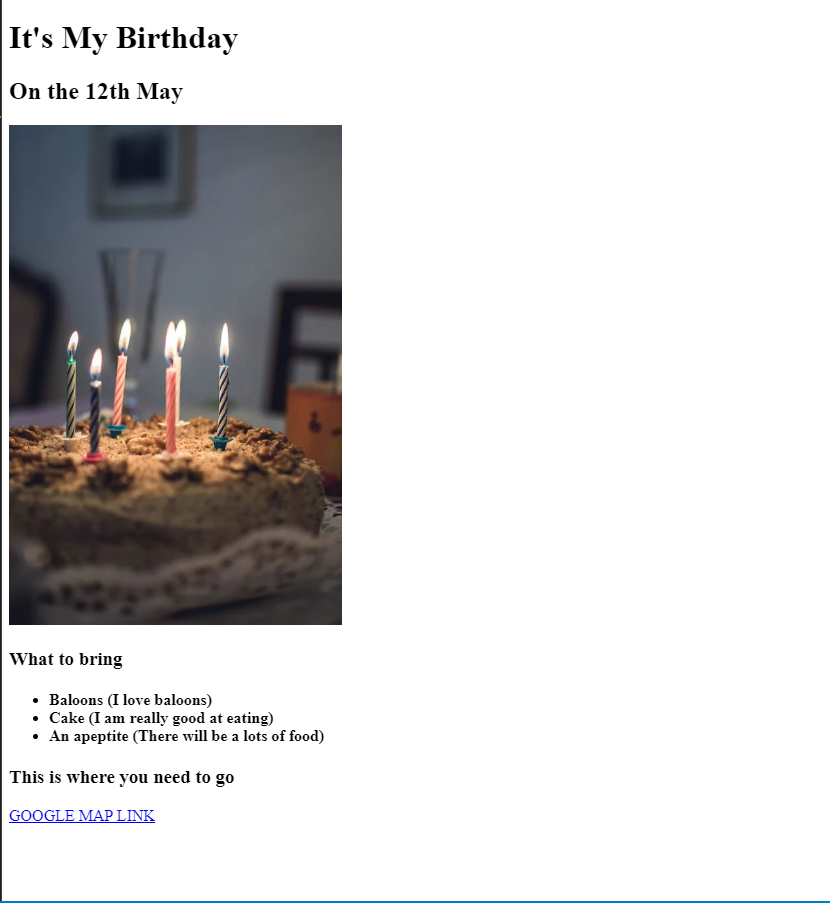 It's My Birthday
On the 12th May
What to bring
Baloons (I love baloons)
Cake (I am really good at eating)
An apeptite (There will be a lots of food)
This is where you need to go
GOOGLE MAP LINK